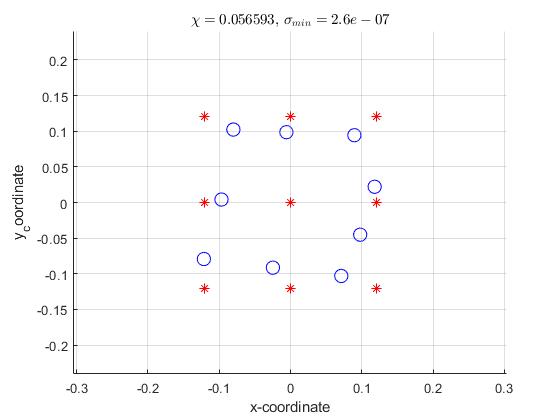 χ = 0.056593, σ_min = 2.6e − 07
0.2
0.15
0.1
0.05
0
-0.05
-0.1
-0.15
-0.2
y_coordinate
-0.3 -0.2 -0.1 0 0.1 0.2 0.3
x-coordinate